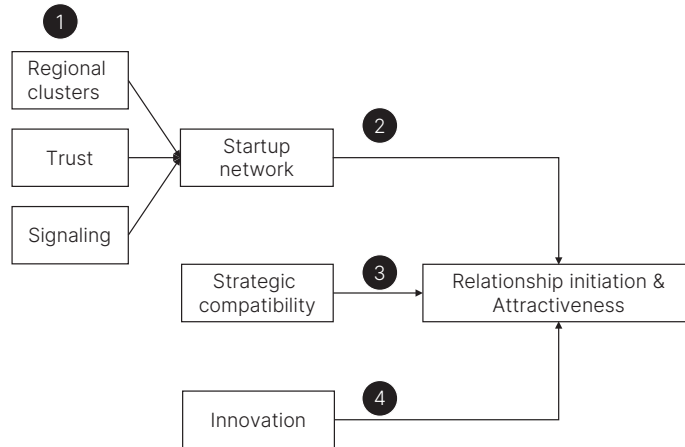 1
Regional
clusters
Trust
Signaling
Startup
network
2
Strategic
compatibility
3
Relationship initiation &
Attractiveness
Innovation
4